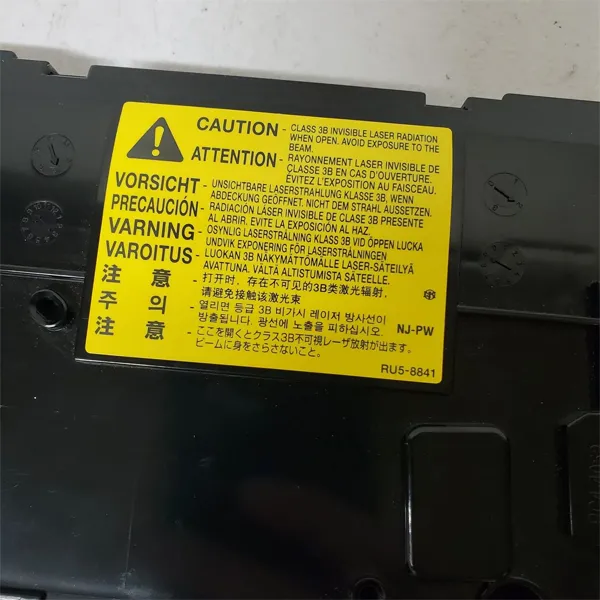 CAUTION - CLASS 3B INVISIBLE LASER RADIATION
WHEN OPEN. AVOID EXPOSURE TO THE
BEAM.
ATTENTION - RAYONNEMENT LASER INVISIBLE DE
CLASSE 3B EN CAS D'OUVERTURE.
ÉVITEZ L'EXPOSITION AU FAISCEAU.
VORSICHT - UNSICHTBARE LASERSTRAHLUNG KLASSE 3B, WENN
ABDECKUNG GEÖFFNET. NICHT DEM STRAHL AUSSETZEN.
PRECAUCIÓN - RADIACIÓN LÁSER INVISIBLE DE CLASE 3B PRESENTE
AL ABRIR. EVITE LA EXPOSICIÓN AL HAZ.
VARNING - OSYNLIG LASERSTRÅLNING KLASS 3B VID ÖPPEN LUCKA
UNDVIK EXPONERING FÖR LASERSTRÅLNINGEN
VAROITUS - LUOKAN 3B NÄKYMÄTTÖMÄLLE LASER-SÄTEILYÄ
AVATTUNA. VÄLTÄ ALTISTUMISTA SÄTEELLE.
注 意 - 打开时, 存在不可见的3B类激光辐射,
请避免接触该激光束
주 의 - 열리면 등급 3B 비가시 레이저 방사선이
방출됩니다. 광선에 노출을 피하십시오.
NJ-PW
注 意 - ここを開くとクラス3B不可視レーザ放射が出ます。
ビームに身をさらさないこと。
RU5-8841